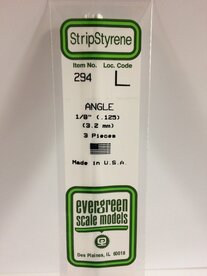 StripStyrene
Item No. Loc. Code
294
ANGLE
1/8" (.125)
(3.2 mm)
3 Pieces
Made in U.S.A
evergreen
scale models
Des Plaines, IL 60018